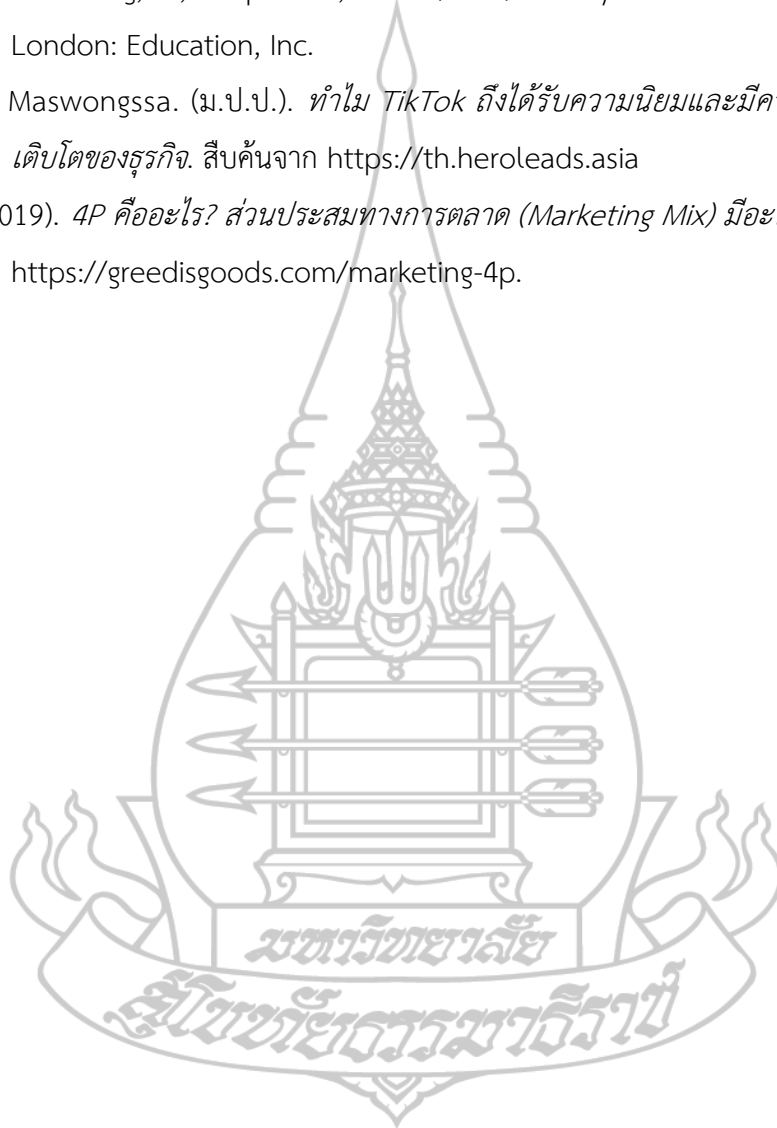 London: Education, Inc.
Maswongssa. (ม.ป.ป.). ทำไม TikTok ถึงได้รับความนิยมและมี
เติบโตของธุรกิจ. สืบค้นจาก https://th.heroleads.asia
019). 4P คืออะไร? ส่วนประสมทางการตลาด (Marketing Mix) มีอะ
https://greedisgoods.com/marketing-4p.
มหาวิทยาลัย
สุโขทัยธรรมาธิราช